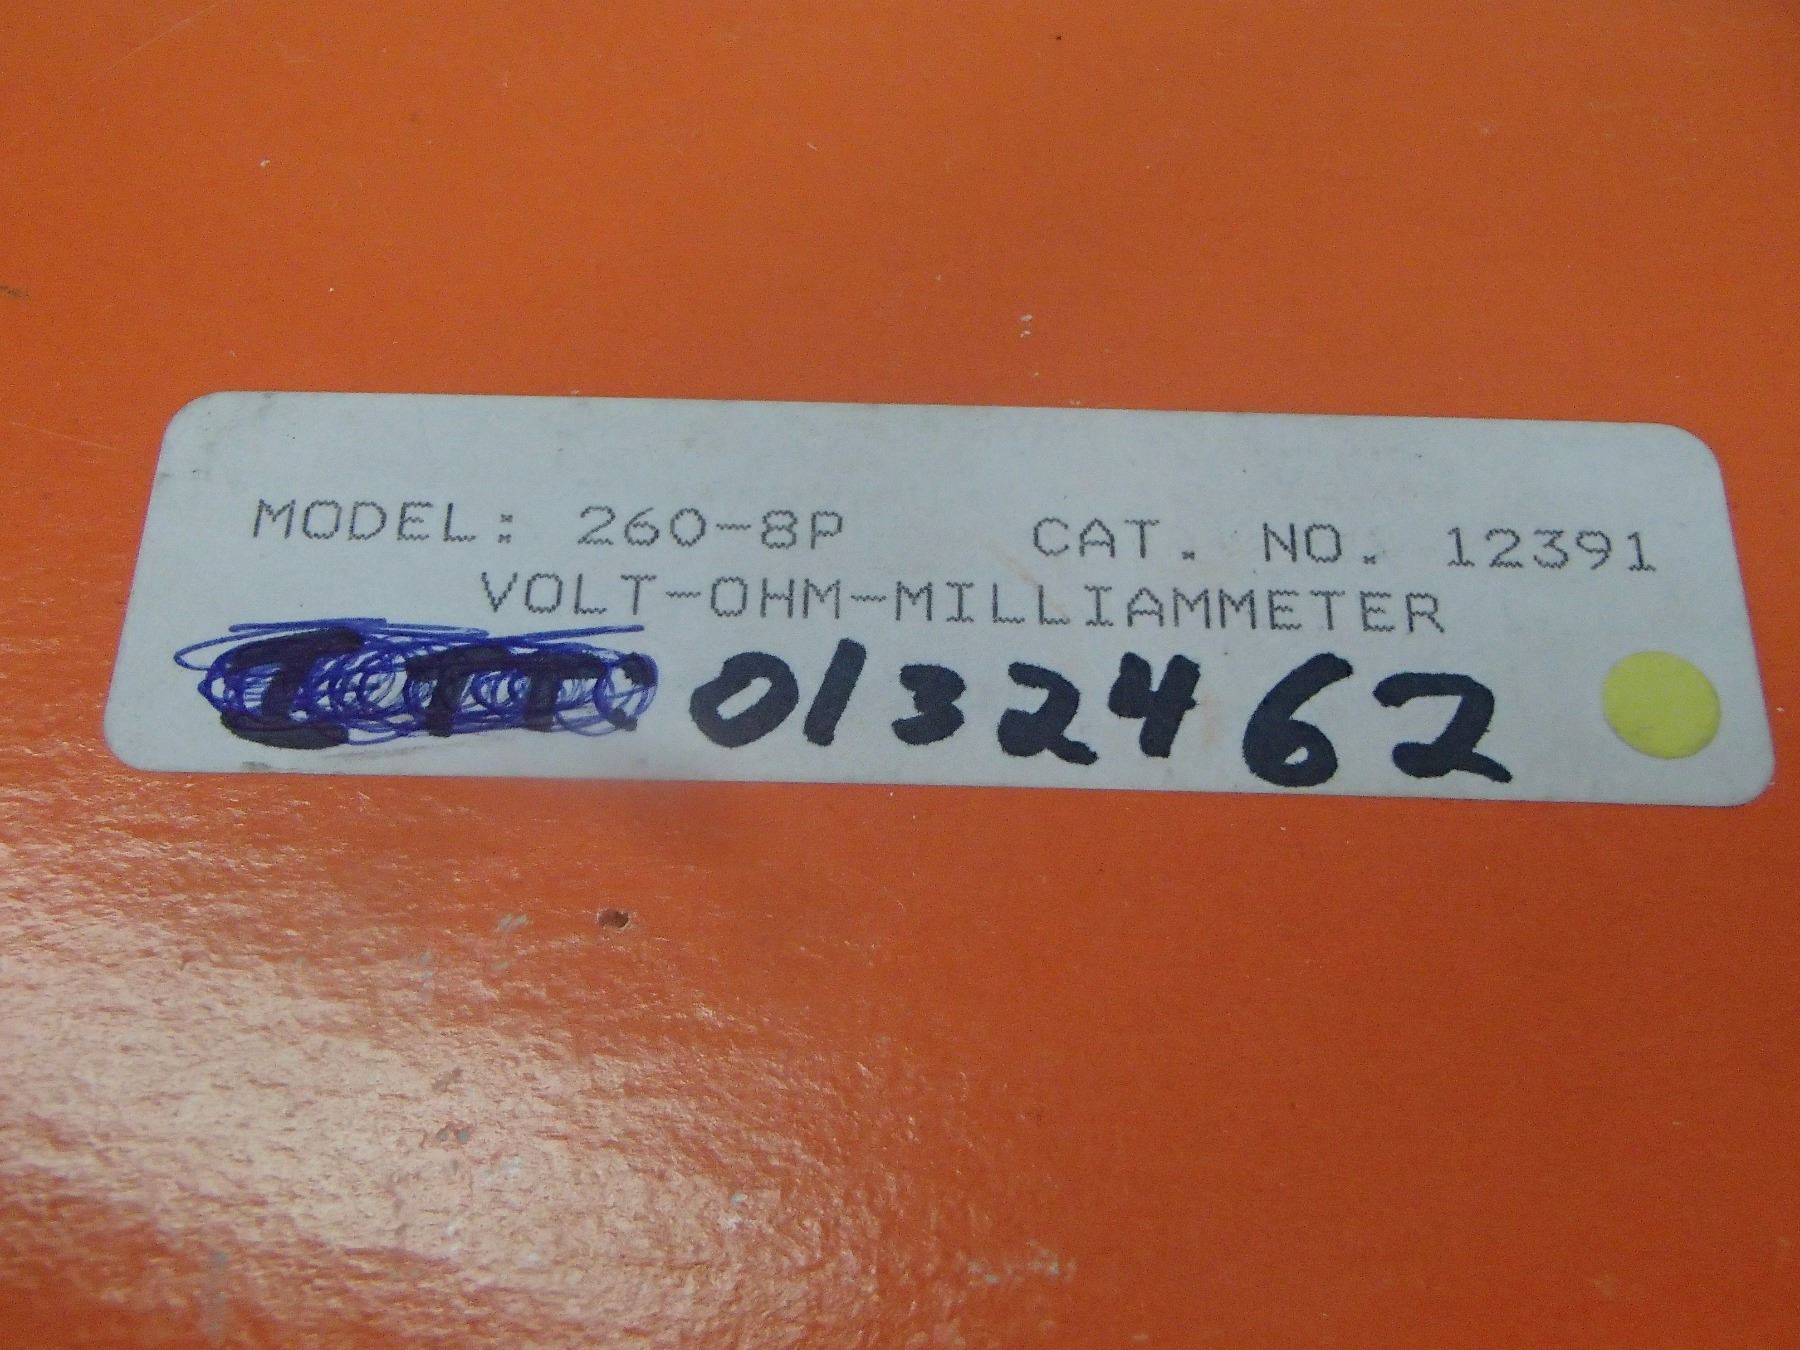 MODEL: 260-8P CAT. NO. 12391
VOLT-OHM-MILLIAMMETER
0132462